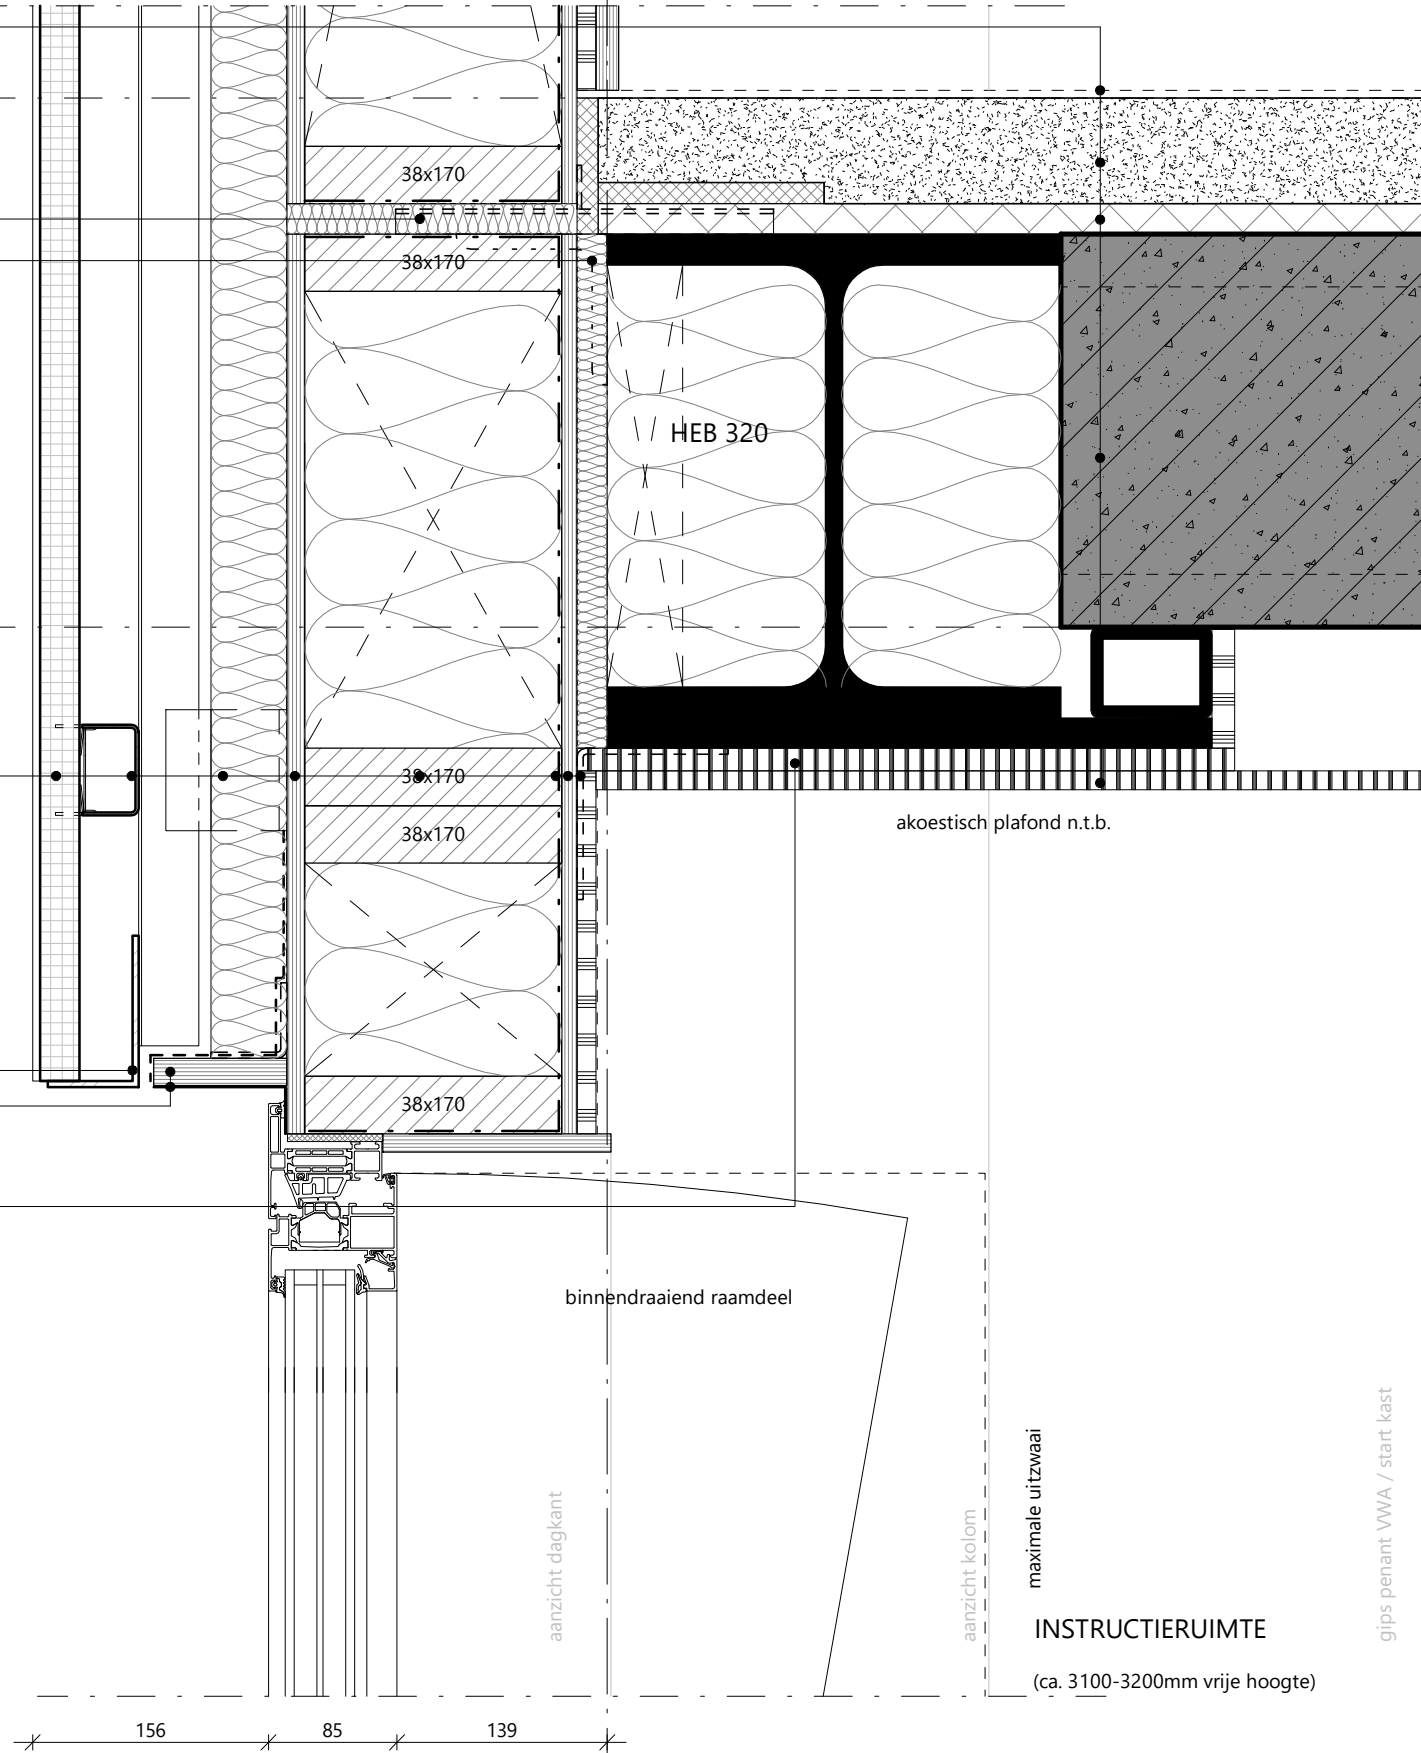 38x170
38x170
HEB 320
38x170
38x170
akoestisch plafond n.t.b.
38x170
binnendraaiend raamdeel
aanzicht dagkant
aanzicht kolom
maximale uitzwaai
gips penant VWA / start kast
INSTRUCTIERUIMTE
(ca. 3100-3200mm vrije hoogte)
156
85
139